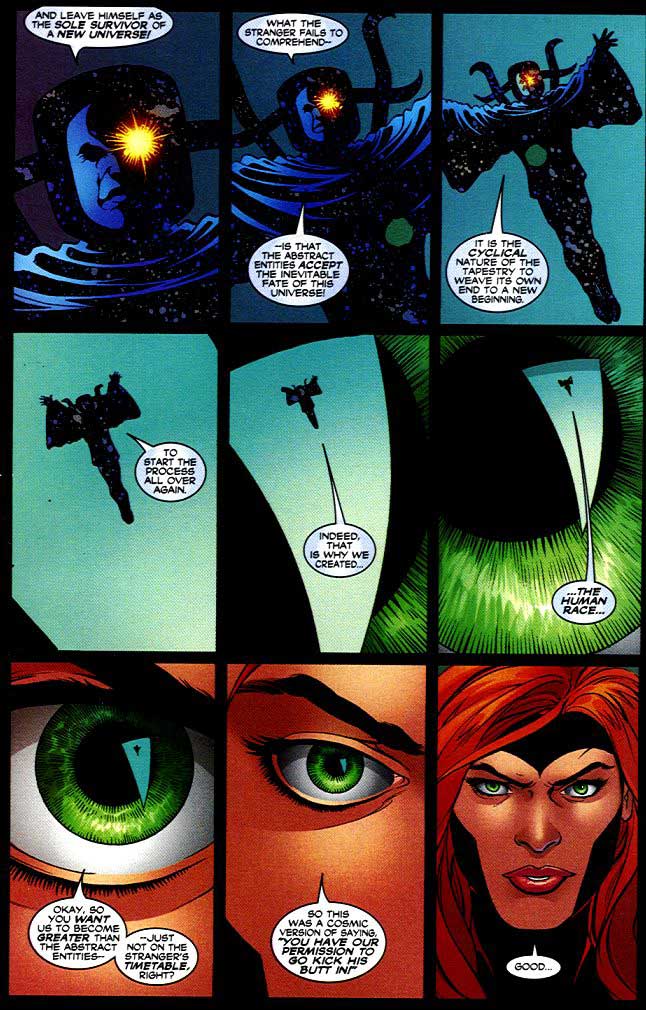 AND LEAVE HIMSELF AS
THE SOLE SURVIVOR OF
A NEW UNIVERSE!
WHAT THE
STRANGER FAILS TO
COMPREHEND--
--IS THAT
THE ABSTRACT
ENTITIES ACCEPT
THE INEVITABLE
FATE OF THIS
UNIVERSE!
IT IS THE
CYCLICAL
NATURE OF THE
TAPESTRY TO
WEAVE ITS OWN
END TO A NEW
BEGINNING.
TO
START THE
PROCESS
ALL OVER
AGAIN.
INDEED,
THAT
IS WHY WE
CREATED...
...THE
HUMAN
RACE...
OKAY, SO
YOU WANT
US TO BECOME
GREATER THAN
THE ABSTRACT
ENTITIES--
--JUST
NOT ON THE
STRANGER'S
TIMETABLE,
RIGHT?
SO THIS
WAS A COSMIC
VERSION OF SAYING,
"YOU HAVE OUR
PERMISSION TO
GO KICK HIS
BUTT IN!"
GOOD...